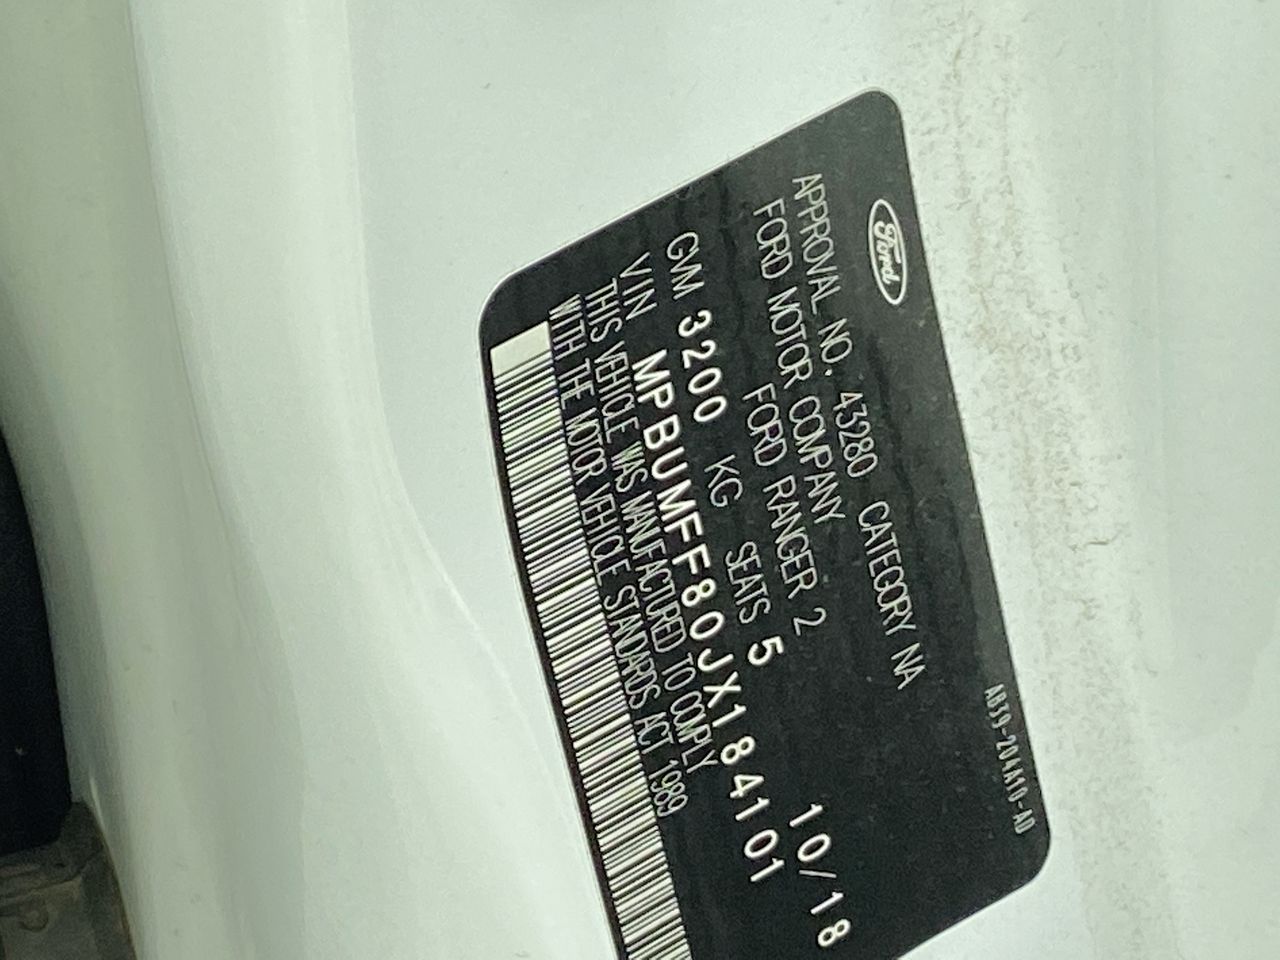 Ford
AB39-20AA10-AD
APPROVAL NO. 43280 CATEGORY NA
FORD MOTOR COMPANY
FORD RANGER 2 10/18
GVM 3200 KG SEATS 5
VIN MPBUMFF80JX184101
THIS VEHICLE WAS MANUFACTURED TO COMPLY
WITH THE MOTOR VEHICLE STANDARDS ACT 1989